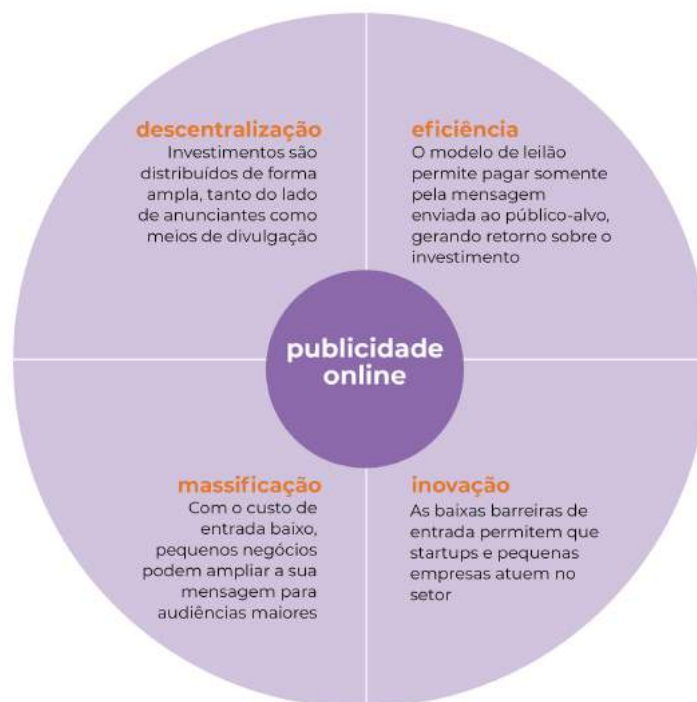 descentralização
Investimentos são
distribuídos de forma
ampla, tanto do lado
de anunciantes como
meios de divulgação
eficiência
O modelo de leilão
permite pagar somente
pela mensagem
enviada ao público-alvo,
gerando retorno sobre o
investimento
publicidade
online
massificação
Com o custo de
entrada baixo,
pequenos negócios
podem ampliar a sua
mensagem para
audiências maiores
inovação
As baixas barreiras de
entrada permitem que
startups e pequenas
empresas atuem no
setor